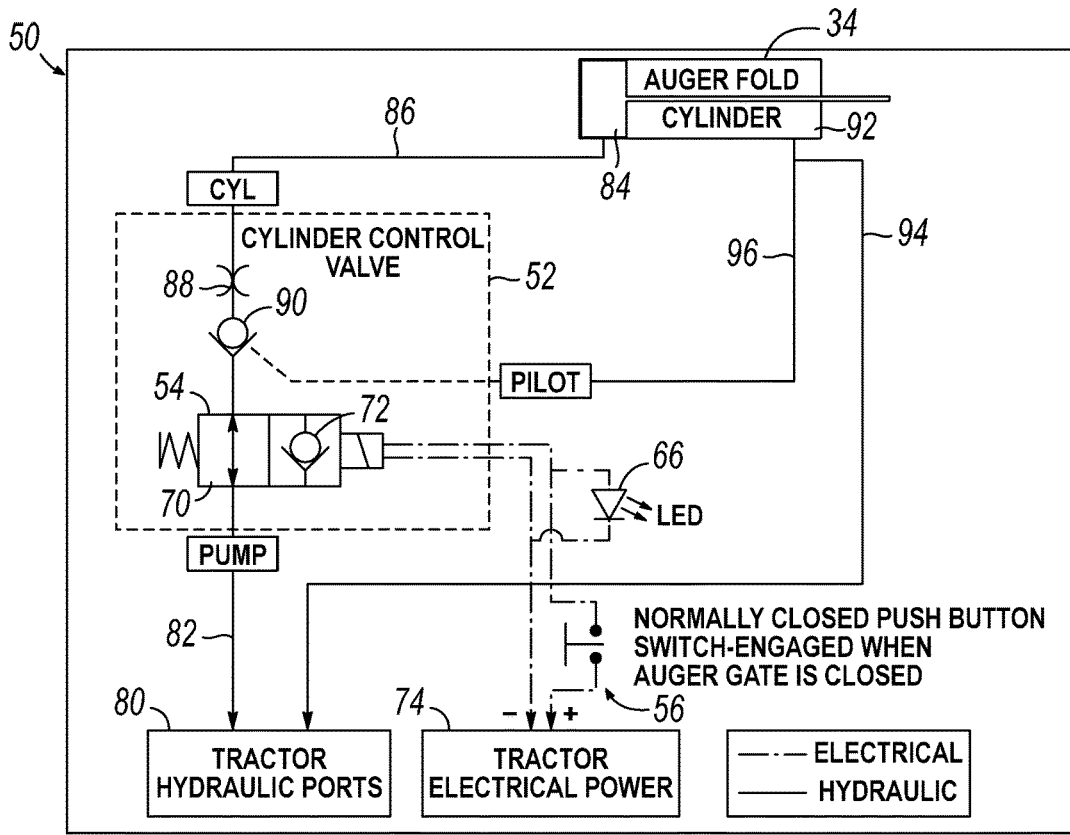 50
34
AUGER FOLD
CYLINDER
92
84
86
CYL
CYLINDER CONTROL
VALVE
52
88
90
96
94
PILOT
54
72
70
66
LED
PUMP
82
NORMALLY CLOSED PUSH BUTTON
SWITCH-ENGAGED WHEN
AUGER GATE IS CLOSED
56
80
74
- +
TRACTOR
HYDRAULIC PORTS
TRACTOR
ELECTRICAL POWER
ELECTRICAL
HYDRAULIC